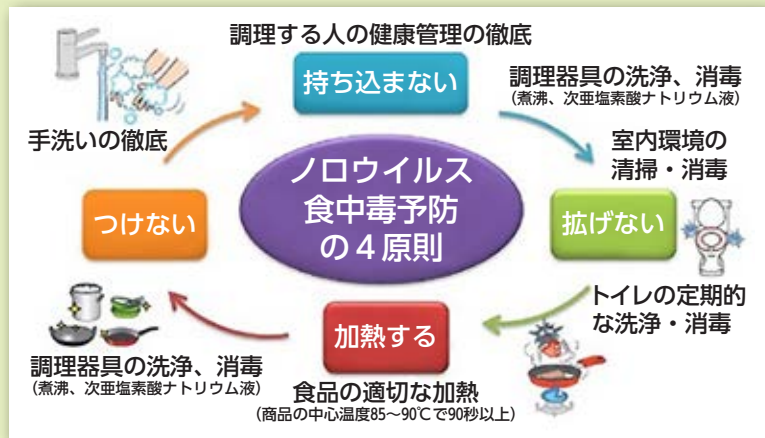 調理する人の健康管理の徹底
持ち込まない
調理器具の洗浄、消毒
(煮沸、次亜塩素酸ナトリウム液)
手洗いの徹底
室内環境の
清掃・消毒
ノロウイルス
食中毒予防
の4原則
つけない
拡げない
トイレの定期的
な洗浄・消毒
加熱する
調理器具の洗浄、消毒
(煮沸、次亜塩素酸ナトリウム液)
食品の適切な加熱
(商品の中心温度85～90℃で90秒以上)